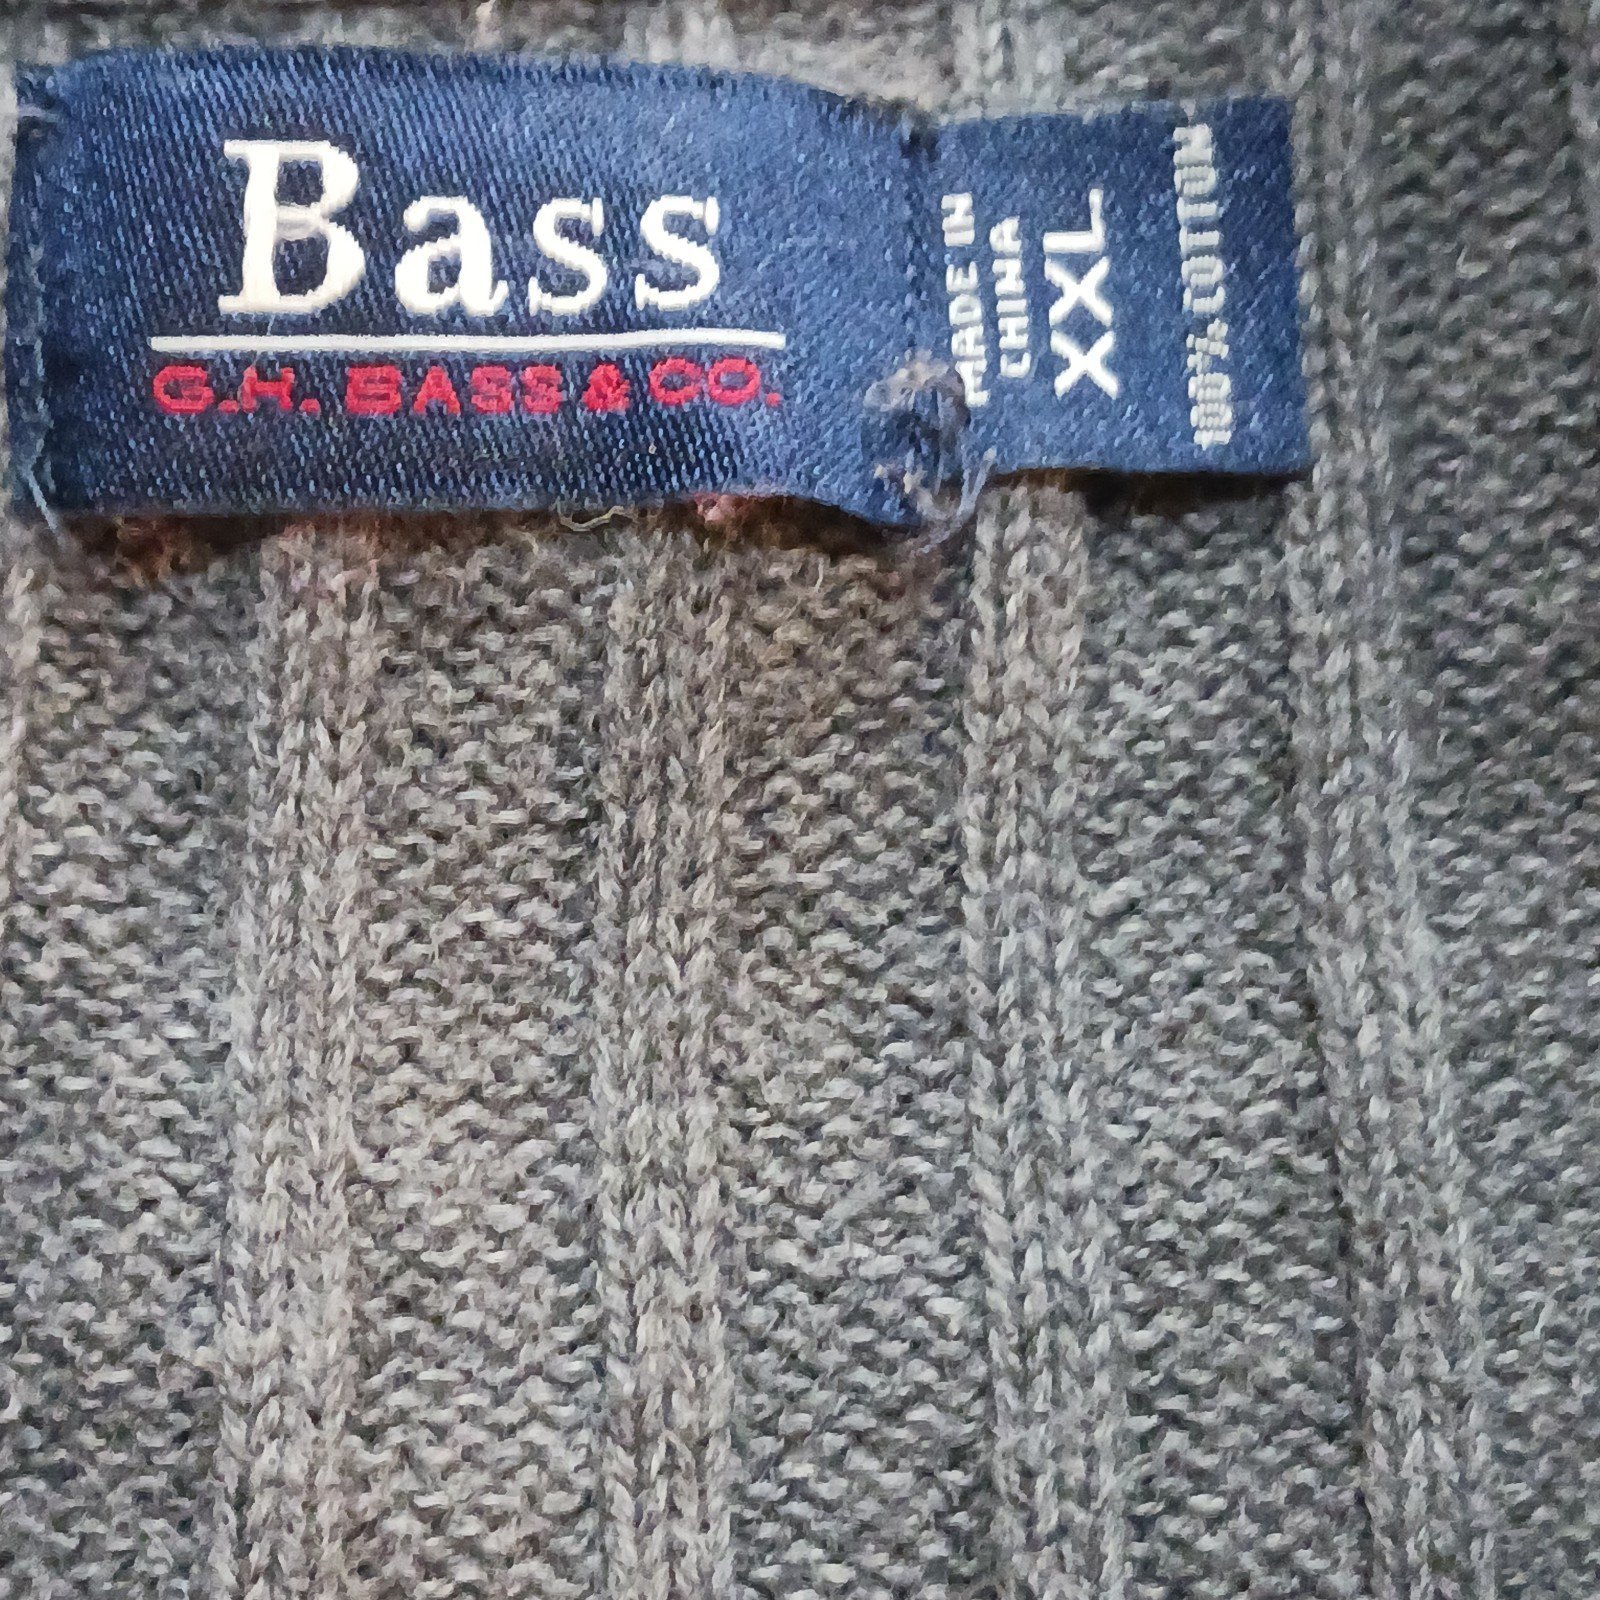 Bass
G.H. BASS & CO.
MADE IN
CHINA
XXL
100% COTTON